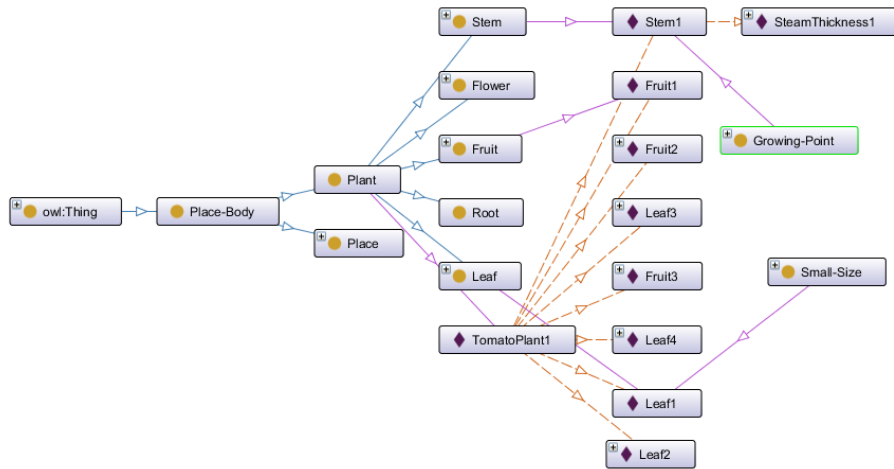 Stem
Stem1
SteamThickness1
Flower
Fruit1
Fruit
Fruit2
Growing-Point
Plant
owl:Thing
Place-Body
Root
Leaf3
Place
Leaf
Fruit3
Small-Size
TomatoPlant1
Leaf4
Leaf1
Leaf2